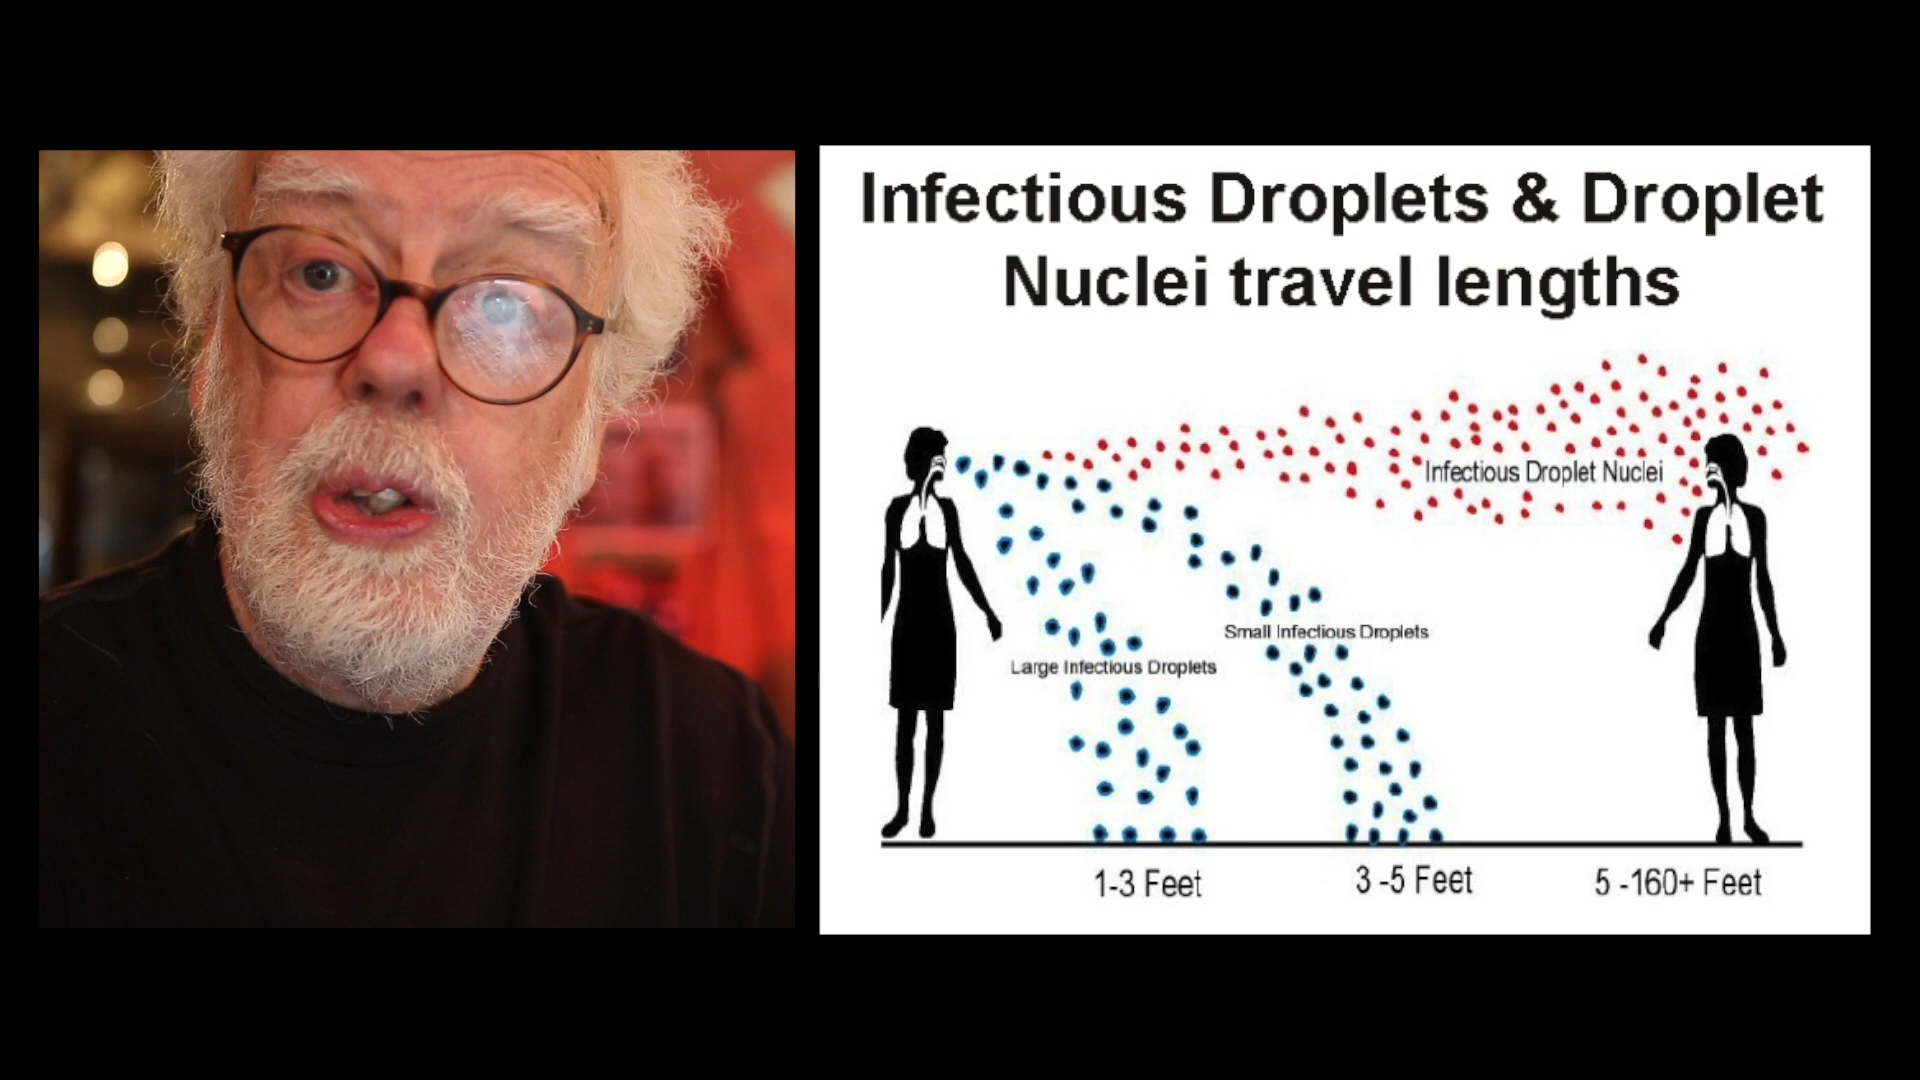 Infectious Droplets & Droplet
Nuclei travel lengths
Infectious Droplet Nuclei
Small Infectious Droplets
Large Infectious Droplets
1-3 Feet
3 -5 Feet
5 -160+ Feet